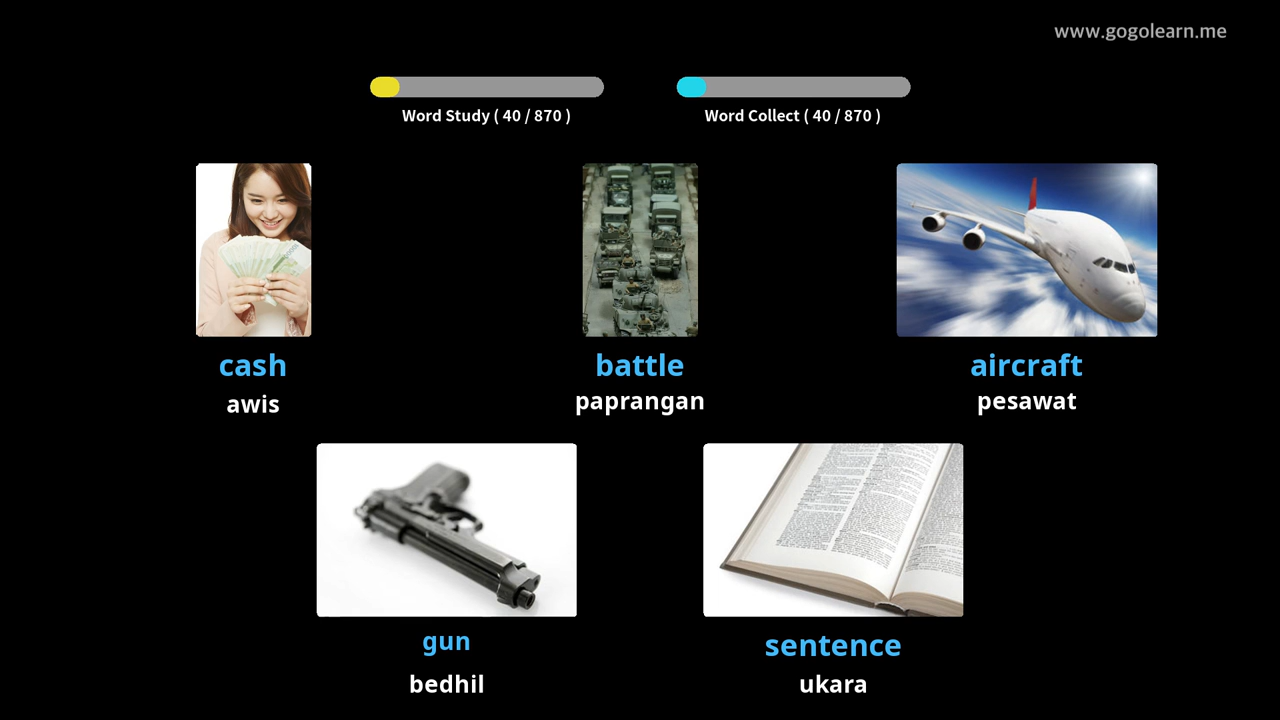 www.gogolearn.me
Word Study ( 40 / 870 )
Word Collect ( 40 / 870 )
cash
awis
battle
paprangan
aircraft
pesawat
gun
bedhil
sentence
ukara